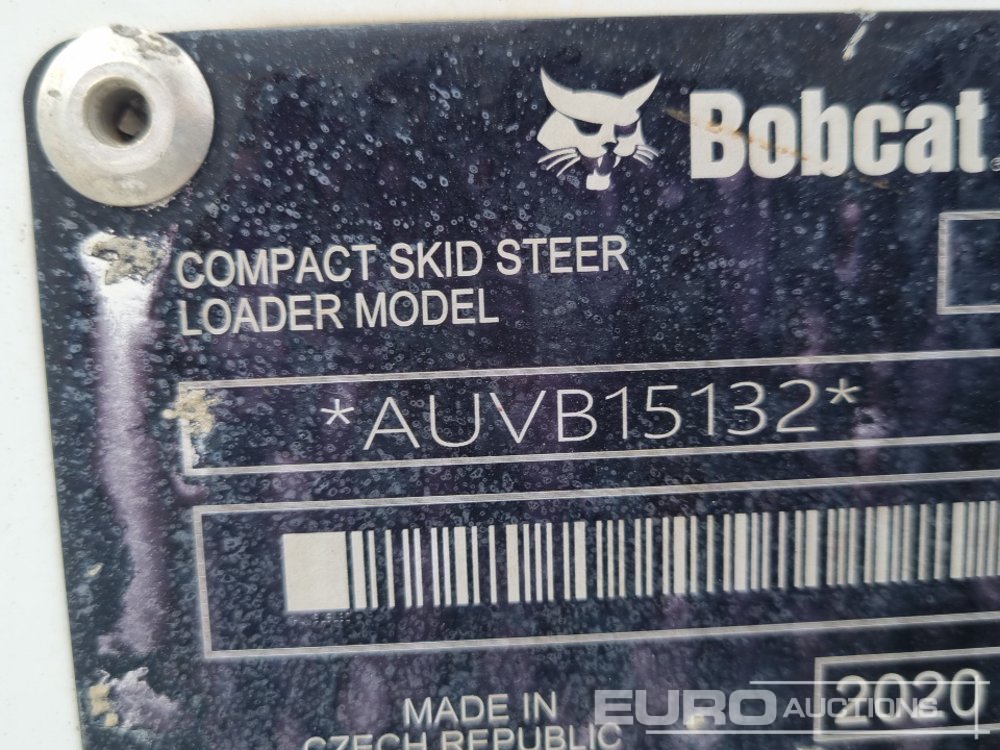 Bobcat
COMPACT SKID STEER
LOADER MODEL
*AUVB15132*
MADE IN
CZECH REPUBLIC
2020
EURO AUCTIONS